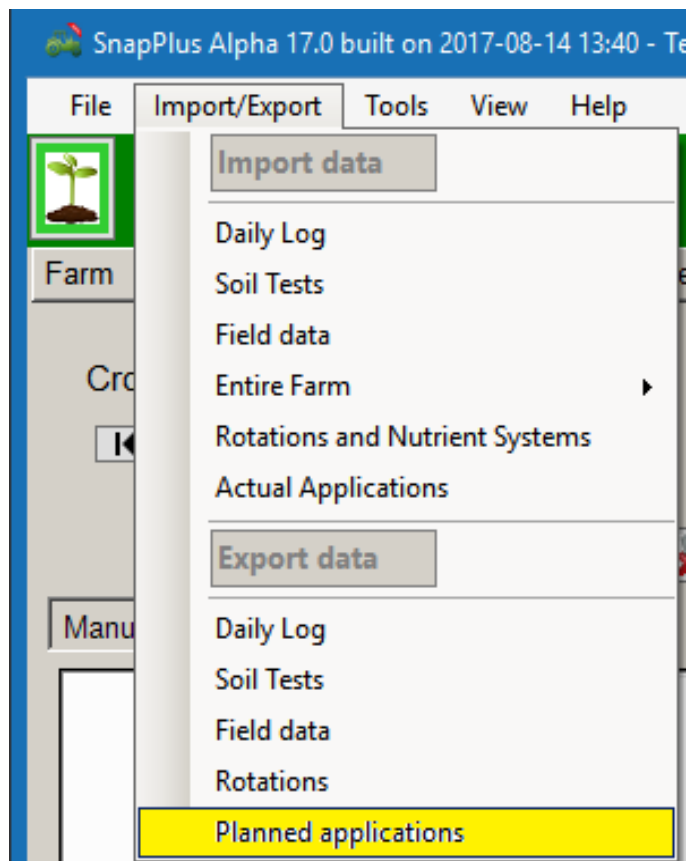 SnapPlus Alpha 17.0 built on 2017-08-14 13:40 - Te
File Import/Export Tools View Help
Import data
Daily Log
Farm
Soil Tests
Field data
Cro
Entire Farm
Rotations and Nutrient Systems
Actual Applications
Export data
Manu
Daily Log
Soil Tests
Field data
Rotations
Planned applications